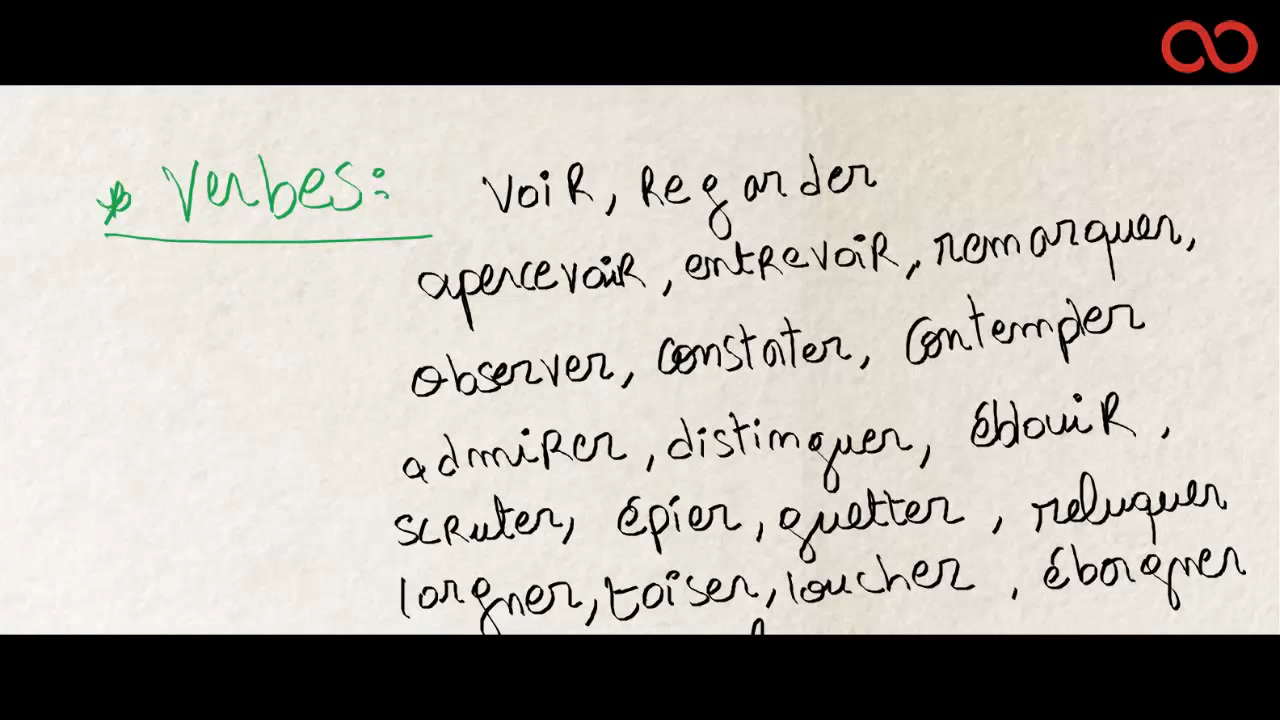 * Verbes: voir, Regarder
apercevoir, entrevoir, remarquer,
observer, constater, contempler
admirer, distinguer, éblouir,
scruter, épier, guetter, reluquer
lorgner, toiser, loucher, éborgner